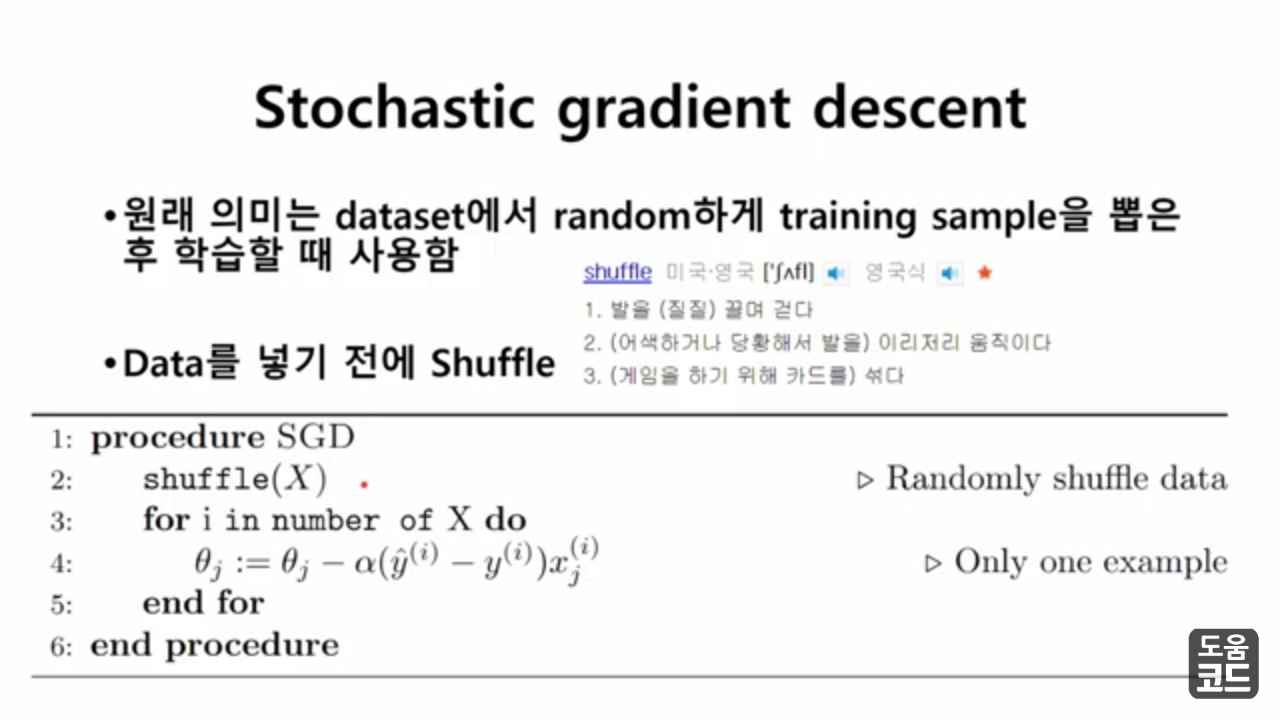 Stochastic gradient descent
•원래 의미는 dataset에서 random하게 training sample을 뽑은
후 학습할 때 사용함
shuffle 미국·영국 ['ʃʌfl] 영국식
1. 발을 (질질) 끌며 걷다
2. (어색하거나 당황해서 발을) 이리저리 움직이다
3. (게임을 하기 위해 카드를) 섞다
•Data를 넣기 전에 Shuffle
1: procedure SGD
2: shuffle(X) ▷ Randomly shuffle data
3: for i in number of X do
4: θ_j := θ_j − α(ŷ^(i) − y^(i))x_j^(i) ▷ Only one example
5: end for
6: end procedure
도움
코드